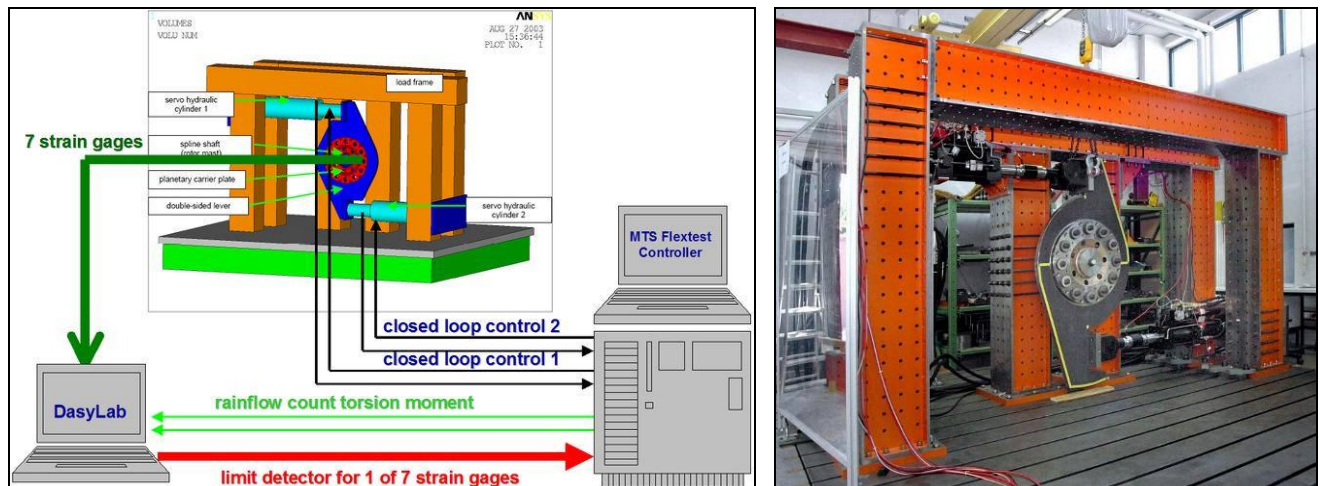 VOLUMES
VOLU NUM
ANSYS
AUG 27 2003
15:36:44
PLOT NO. 1
load frame
servo hydraulic
cylinder 1
7 strain gages
spline shaft
(rotor mast)
planetary carrier plate
double-sided lever
servo hydraulic
cylinder 2
MTS Flextest
Controller
closed loop control 2
closed loop control 1
DasyLab
rainflow count torsion moment
limit detector for 1 of 7 strain gages